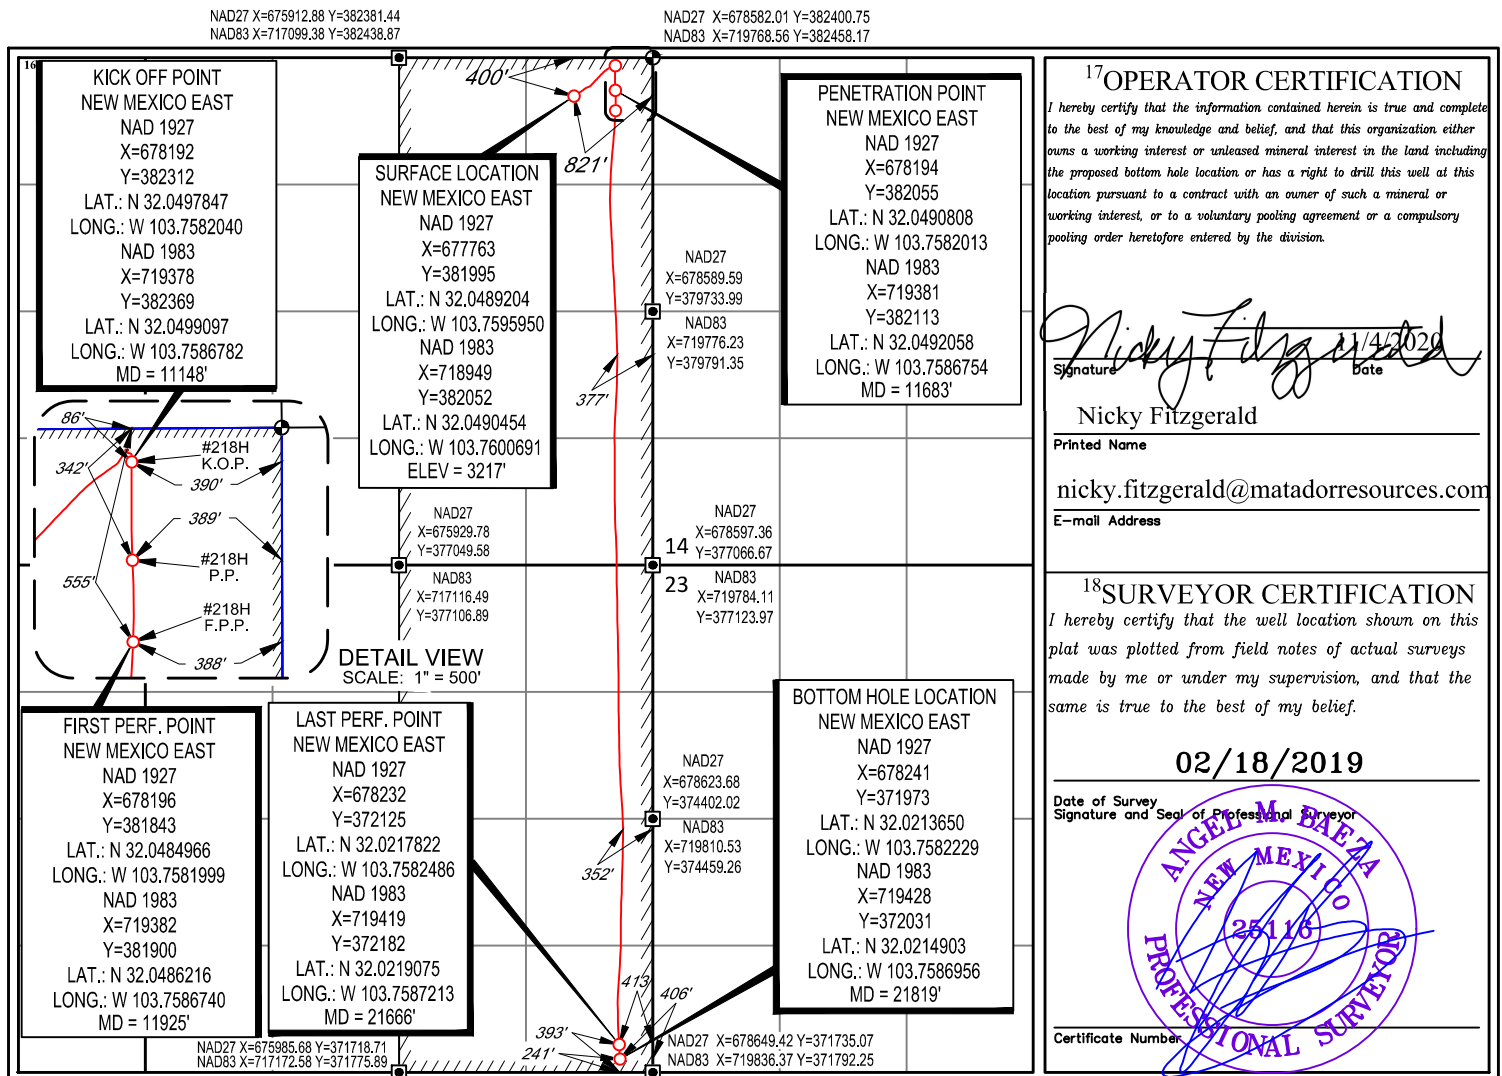 NAD27 X=675912.88 Y=382381.44
NAD83 X=717099.38 Y=382438.87
NAD27 X=678582.01 Y=382400.75
NAD83 X=719768.56 Y=382458.17
16
KICK OFF POINT
NEW MEXICO EAST
NAD 1927
X=678192
Y=382312
LAT.: N 32.0497847
LONG.: W 103.7582040
NAD 1983
X=719378
Y=382369
LAT.: N 32.0499097
LONG.: W 103.7586782
MD = 11148'
400'
821'
SURFACE LOCATION
NEW MEXICO EAST
NAD 1927
X=677763
Y=381995
LAT.: N 32.0489204
LONG.: W 103.7595950
NAD 1983
X=718949
Y=382052
LAT.: N 32.0490454
LONG.: W 103.7600691
ELEV = 3217'
PENETRATION POINT
NEW MEXICO EAST
NAD 1927
X=678194
Y=382055
LAT.: N 32.0490808
LONG.: W 103.7582013
NAD 1983
X=719381
Y=382113
LAT.: N 32.0492058
LONG.: W 103.7586754
MD = 11683'
NAD27
X=678589.59
Y=379733.99
NAD83
X=719776.23
Y=379791.35
377'
86'
342'
555'
#218H
K.O.P.
390'
389'
#218H
P.P.
#218H
F.P.P.
388'
DETAIL VIEW
SCALE: 1" = 500'
NAD27
X=675929.78
Y=377049.58
NAD83
X=717116.49
Y=377106.89
14
23
NAD27
X=678597.36
Y=377066.67
NAD83
X=719784.11
Y=377123.97
FIRST PERF. POINT
NEW MEXICO EAST
NAD 1927
X=678196
Y=381843
LAT.: N 32.0484966
LONG.: W 103.7581999
NAD 1983
X=719382
Y=381900
LAT.: N 32.0486216
LONG.: W 103.7586740
MD = 11925'
LAST PERF. POINT
NEW MEXICO EAST
NAD 1927
X=678232
Y=372125
LAT.: N 32.0217822
LONG.: W 103.7582486
NAD 1983
X=719419
Y=372182
LAT.: N 32.0219075
LONG.: W 103.7587213
MD = 21666'
NAD27
X=678623.68
Y=374402.02
NAD83
X=719810.53
Y=374459.26
352'
BOTTOM HOLE LOCATION
NEW MEXICO EAST
NAD 1927
X=678241
Y=371973
LAT.: N 32.0213650
LONG.: W 103.7582229
NAD 1983
X=719428
Y=372031
LAT.: N 32.0214903
LONG.: W 103.7586956
MD = 21819'
413'
406'
393'
241'
NAD27 X=675985.68 Y=371718.71
NAD83 X=717172.58 Y=371775.89
NAD27 X=678649.42 Y=371735.07
NAD83 X=719836.37 Y=371792.25
17 OPERATOR CERTIFICATION
I hereby certify that the information contained herein is true and complete
to the best of my knowledge and belief, and that this organization either
owns a working interest or unleased mineral interest in the land including
the proposed bottom hole location or has a right to drill this well at this
location pursuant to a contract with an owner of such a mineral or
working interest, or to a voluntary pooling agreement or a compulsory
pooling order heretofore entered by the division.
Nicky Fitzgerald
11/4/2020
Signature Date
Nicky Fitzgerald
Printed Name
nicky.fitzgerald@matadorresources.com
E-mail Address
18 SURVEYOR CERTIFICATION
I hereby certify that the well location shown on this
plat was plotted from field notes of actual surveys
made by me or under my supervision, and that the
same is true to the best of my belief.
02/18/2019
Date of Survey
Signature and Seal of Professional Surveyor
ANGEL M. BAEZA
NEW MEXICO
25116
PROFESSIONAL SURVEYOR
Certificate Number